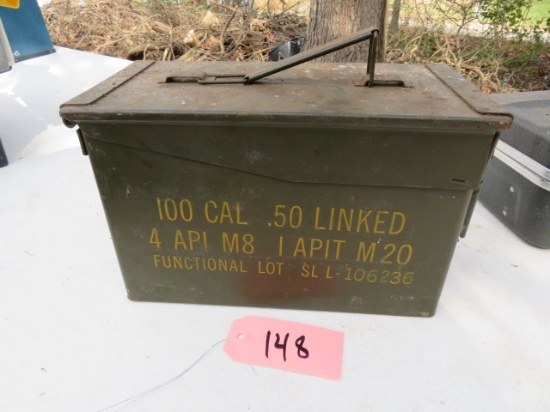 100 CAL .50 LINKED
4 API M8 1 APIT M20
FUNCTIONAL LOT SL L-106236
148